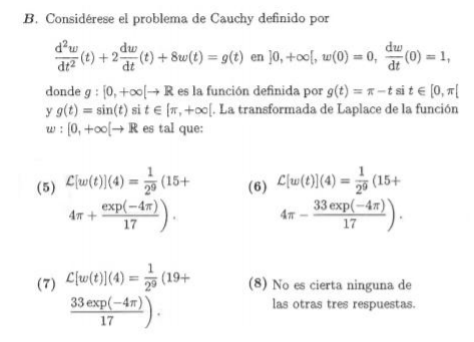 B. Considérese el problema de Cauchy definido por
d²w/dt² (t) + 2 dw/dt (t) + 8w(t) = g(t) en ]0, +∞[, w(0) = 0, dw/dt (0) = 1,
donde g : [0, +∞[→ ℝ es la función definida por g(t) = π − t si t ∈ [0, π[
y g(t) = sin(t) si t ∈ [π, +∞[. La transformada de Laplace de la función
w : [0, +∞[→ ℝ es tal que:
(5) ℒ[w(t)](4) = 1/2⁹ (15+
4π + exp(−4π)/17).
(6) ℒ[w(t)](4) = 1/2⁹ (15+
4π − 33 exp(−4π)/17).
(7) ℒ[w(t)](4) = 1/2⁹ (19+
33 exp(−4π)/17).
(8) No es cierta ninguna de
las otras tres respuestas.